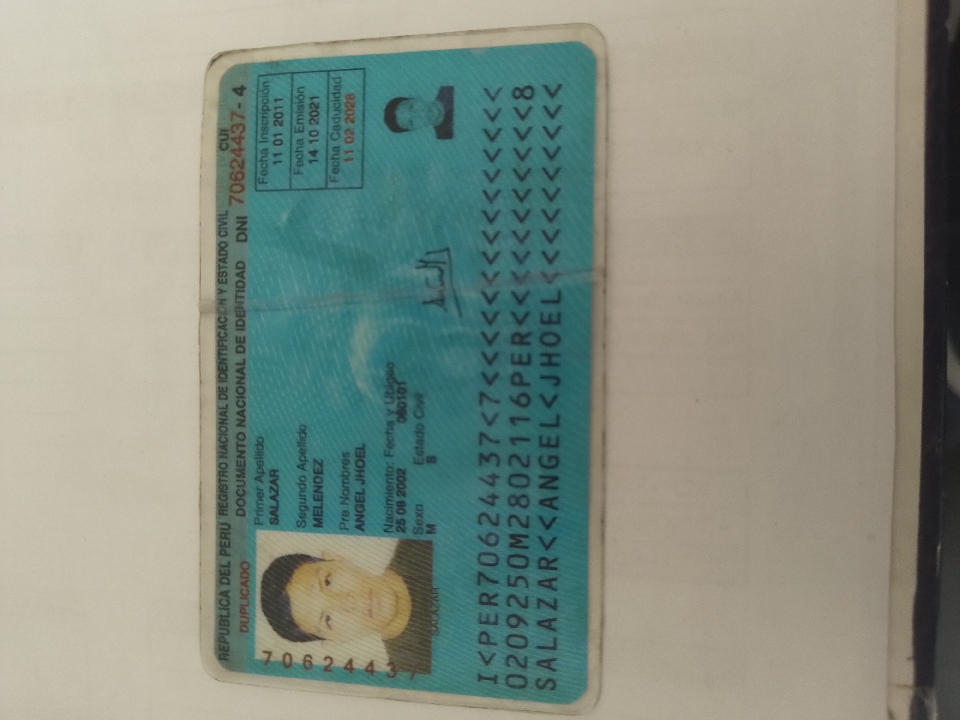 REPUBLICA DEL PERU REGISTRO NACIONAL DE IDENTIFICACION Y ESTADO CIVIL CUI
DUPLICADO DOCUMENTO NACIONAL DE IDENTIDAD DNI 70624437 - 4
Primer Apellido
SALAZAR
Segundo Apellido
MELENDEZ
Pre Nombres
ANGEL JHOEL
Nacimiento: Fecha y Ubigeo
25 09 2002 060101
Sexo Estado Civil
M S
Fecha Inscripción
11 01 2011
Fecha Emisión
14 10 2021
Fecha Caducidad
11 02 2028
70624437
SALAZAR
I<PER70624437<7<<<<<<<<<<<<<<<
0209250M2802116PER<<<<<<<<<<<8
SALAZAR<<ANGEL<JHOEL<<<<<<<<<<